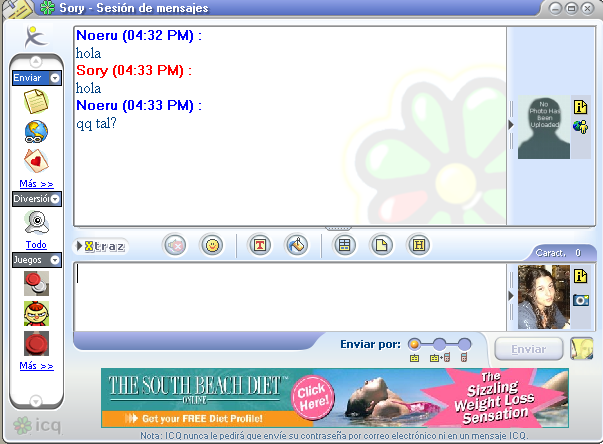 Sory - Sesión de mensajes
Noeru (04:32 PM) :
hola
Sory (04:33 PM) :
hola
Noeru (04:33 PM) :
qq tal?
No
Photo Has
Been
Uploaded
Enviar
Más >>
Diversión
Todo
Juegos
Más >>
icq
Xtraz
T
H
Caract. 0
Enviar por:
Enviar
THE SOUTH BEACH DIET™
ONLINE
Get your FREE Diet Profile!
Click
Here!
The
Sizzling
Weight Loss
Sensation
Nota: ICQ nunca le pedirá que envíe su contraseña por correo electrónico ni en un mensaje ICQ.